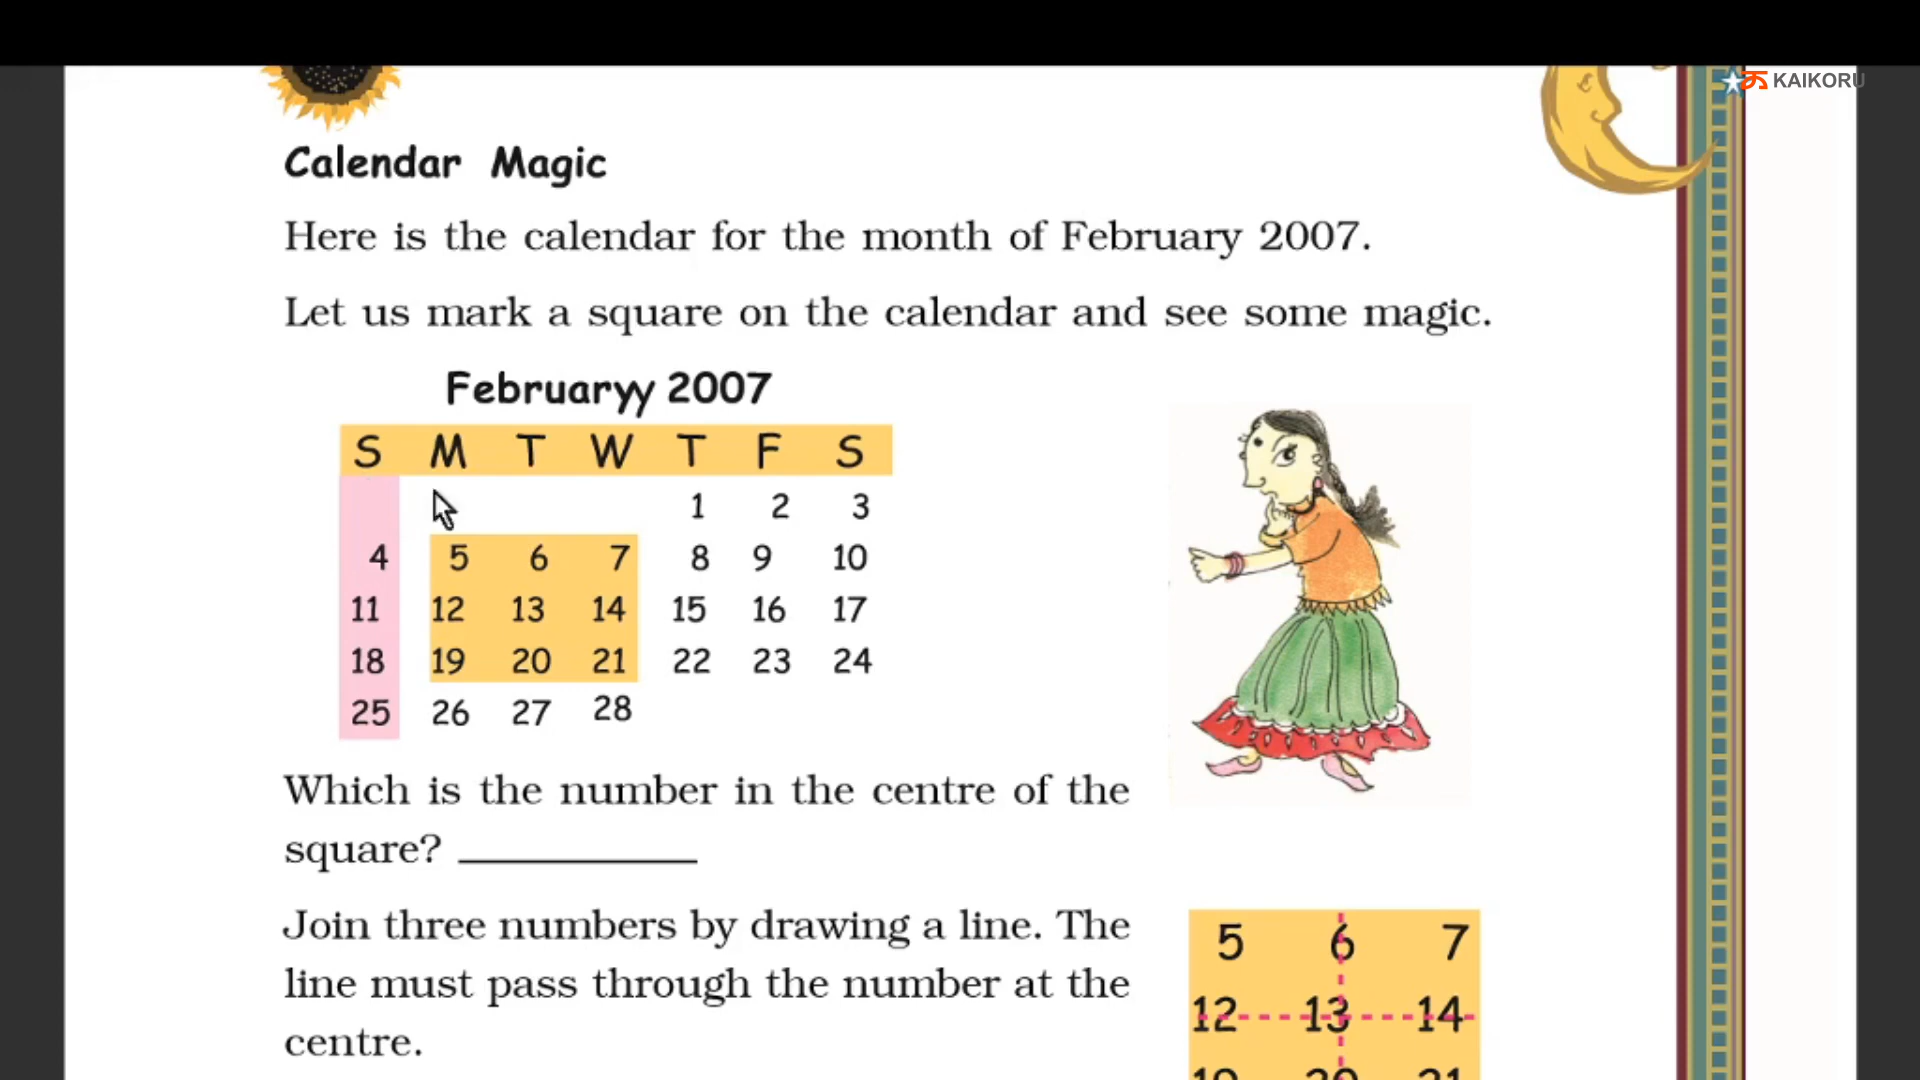 KAIKORU
Calendar Magic
Here is the calendar for the month of February 2007.
Let us mark a square on the calendar and see some magic.
Februaryy 2007
S M T W T F S
1 2 3
4 5 6 7 8 9 10
11 12 13 14 15 16 17
18 19 20 21 22 23 24
25 26 27 28
Which is the number in the centre of the
square?
Join three numbers by drawing a line. The
line must pass through the number at the
centre.
5 6 7
12 13 14
19 20 21